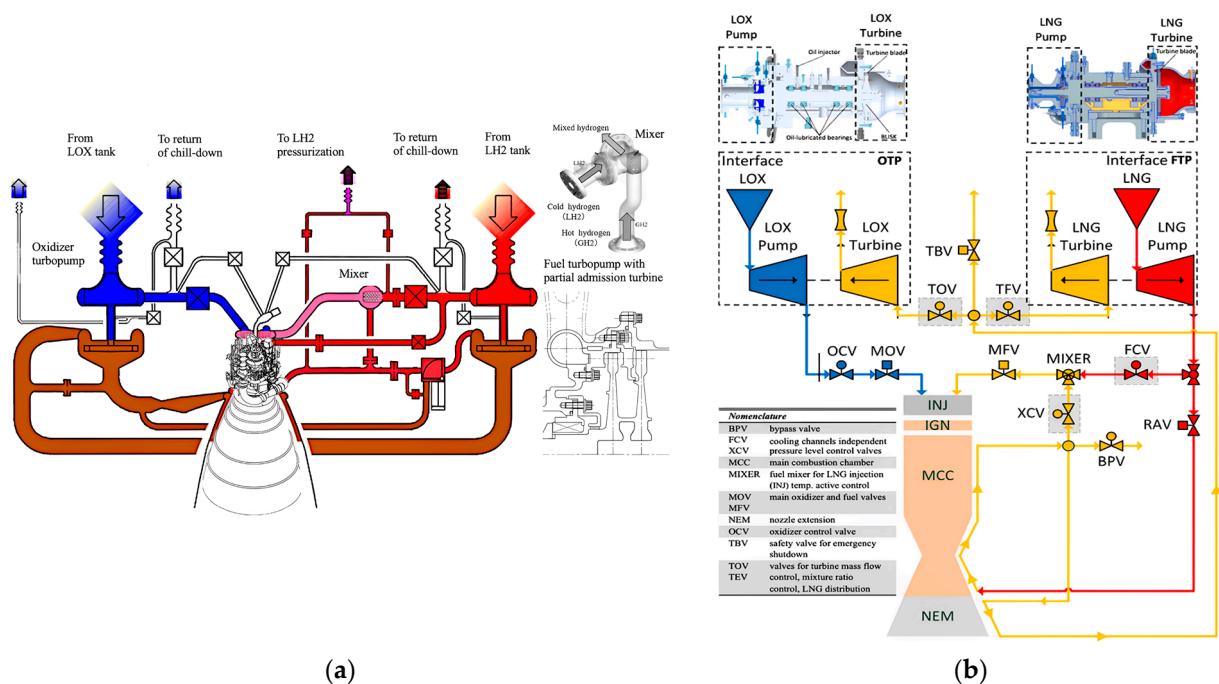 From
LOX tank
To return
of chill-down
To LH2
pressurization
To return
of chill-down
From
LH2 tank
Mixed hydrogen
Mixer
LH2
Cold hydrogen
(LH2)
GH2
Hot hydrogen
(GH2)
Oxidizer
turbopump
Mixer
Fuel turbopump with
partial admission turbine
(a)
LOX
Pump
LOX
Turbine
Oil injector
Turbine blade
Oil-lubricated bearings
BLISK
LNG
Pump
LNG
Turbine
Turbine blade
Interface
OTP
LOX
LOX
Pump
LOX
Turbine
TBV
Interface FTP
LNG
LNG
Turbine
LNG
Pump
TOV
TFV
OCV
MOV
MFV
MIXER
FCV
XCV
RAV
BPV
INJ
IGN
MCC
NEM
Nomenclature
BPV bypass valve
FCV cooling channels independent
XCV pressure level control valves
MCC main combustion chamber
MIXER fuel mixer for LNG injection
(INJ) temp. active control
MOV main oxidizer and fuel valves
MFV
NEM nozzle extension
OCV oxidizer control valve
TBV safety valve for emergency
shutdown
TOV valves for turbine mass flow
TEV control, mixture ratio
control, LNG distribution
(b)